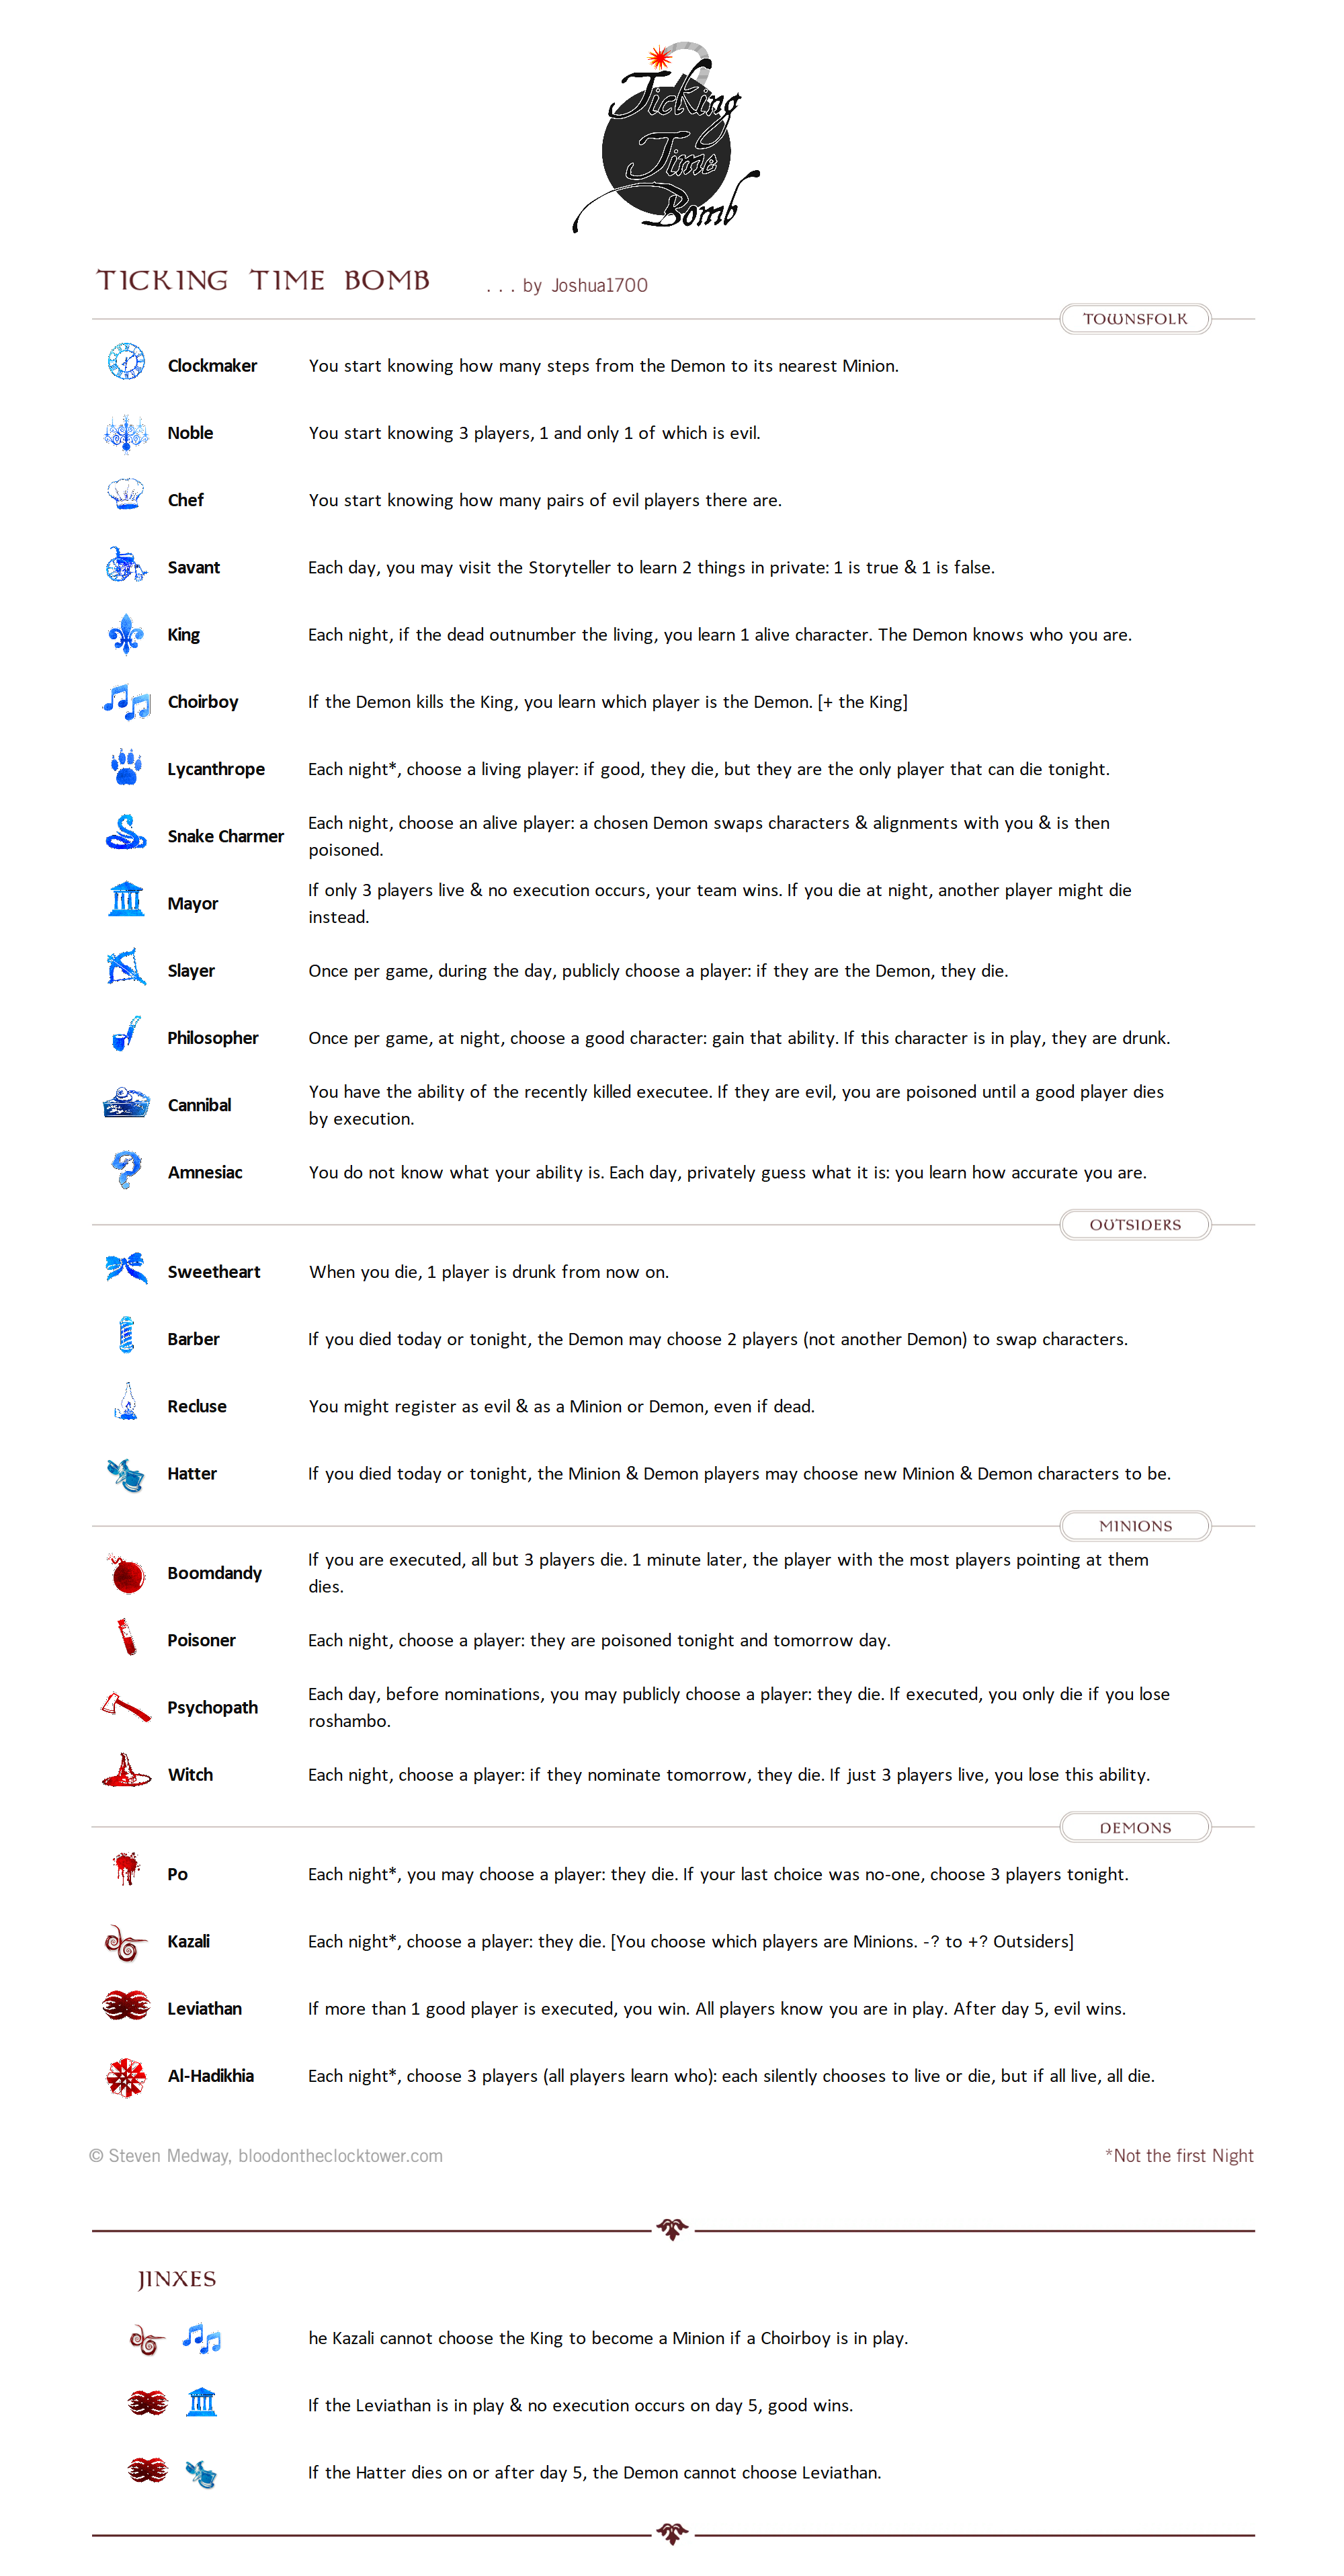 Ticking
Time
Bomb
TICKING TIME BOMB
. . . by Joshua1700
TOWNSFOLK
Clockmaker
You start knowing how many steps from the Demon to its nearest Minion.
Noble
You start knowing 3 players, 1 and only 1 of which is evil.
Chef
You start knowing how many pairs of evil players there are.
Savant
Each day, you may visit the Storyteller to learn 2 things in private: 1 is true & 1 is false.
King
Each night, if the dead outnumber the living, you learn 1 alive character. The Demon knows who you are.
Choirboy
If the Demon kills the King, you learn which player is the Demon. [+ the King]
Lycanthrope
Each night*, choose a living player: if good, they die, but they are the only player that can die tonight.
Snake Charmer
Each night, choose an alive player: a chosen Demon swaps characters & alignments with you & is then
poisoned.
Mayor
If only 3 players live & no execution occurs, your team wins. If you die at night, another player might die
instead.
Slayer
Once per game, during the day, publicly choose a player: if they are the Demon, they die.
Philosopher
Once per game, at night, choose a good character: gain that ability. If this character is in play, they are drunk.
Cannibal
You have the ability of the recently killed executee. If they are evil, you are poisoned until a good player dies
by execution.
Amnesiac
You do not know what your ability is. Each day, privately guess what it is: you learn how accurate you are.
OUTSIDERS
Sweetheart
When you die, 1 player is drunk from now on.
Barber
If you died today or tonight, the Demon may choose 2 players (not another Demon) to swap characters.
Recluse
You might register as evil & as a Minion or Demon, even if dead.
Hatter
If you died today or tonight, the Minion & Demon players may choose new Minion & Demon characters to be.
MINIONS
Boomdandy
If you are executed, all but 3 players die. 1 minute later, the player with the most players pointing at them
dies.
Poisoner
Each night, choose a player: they are poisoned tonight and tomorrow day.
Psychopath
Each day, before nominations, you may publicly choose a player: they die. If executed, you only die if you lose
roshambo.
Witch
Each night, choose a player: if they nominate tomorrow, they die. If just 3 players live, you lose this ability.
DEMONS
Po
Each night*, you may choose a player: they die. If your last choice was no-one, choose 3 players tonight.
Kazali
Each night*, choose a player: they die. [You choose which players are Minions. -? to +? Outsiders]
Leviathan
If more than 1 good player is executed, you win. All players know you are in play. After day 5, evil wins.
Al-Hadikhia
Each night*, choose 3 players (all players learn who): each silently chooses to live or die, but if all live, all die.
© Steven Medway, bloodontheclocktower.com
*Not the first Night
JINXES
he Kazali cannot choose the King to become a Minion if a Choirboy is in play.
If the Leviathan is in play & no execution occurs on day 5, good wins.
If the Hatter dies on or after day 5, the Demon cannot choose Leviathan.